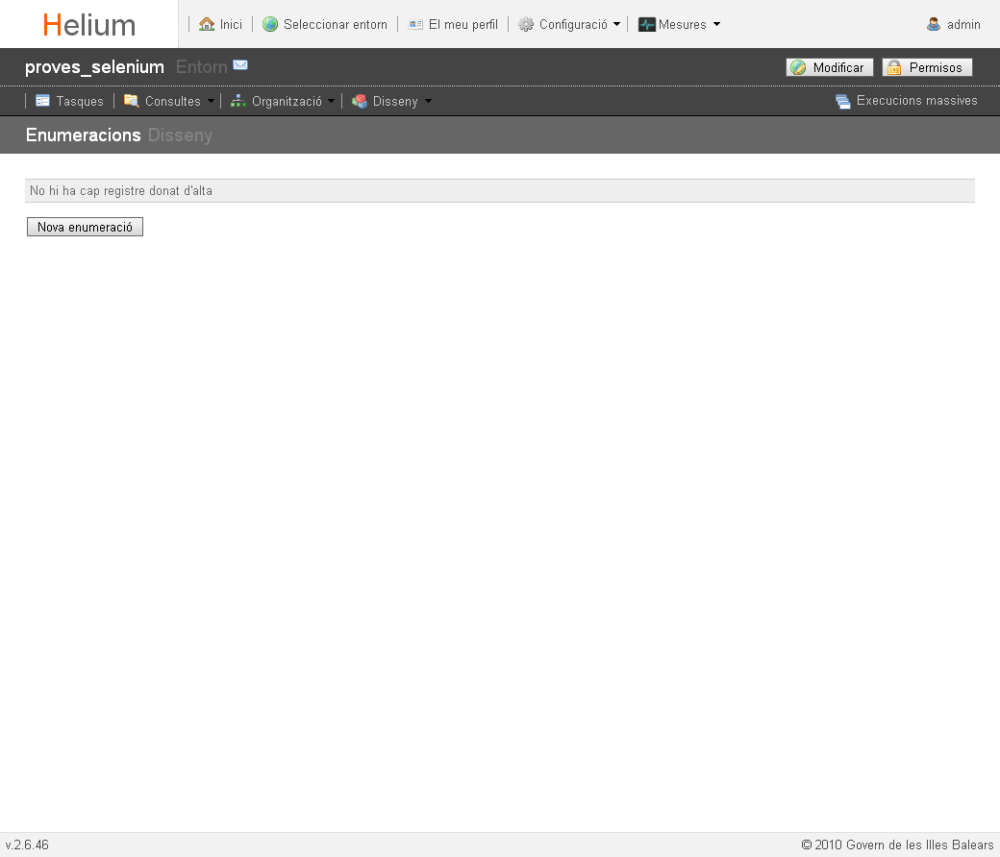 Helium
Inici Seleccionar entorn El meu perfil Configuració Mesures admin
proves_selenium Entorn Modificar Permisos
Tasques Consultes Organització Disseny Execucions massives
Enumeracions Disseny
No hi ha cap registre donat d'alta
Nova enumeració
v.2.6.46 © 2010 Govern de les Illes Balears